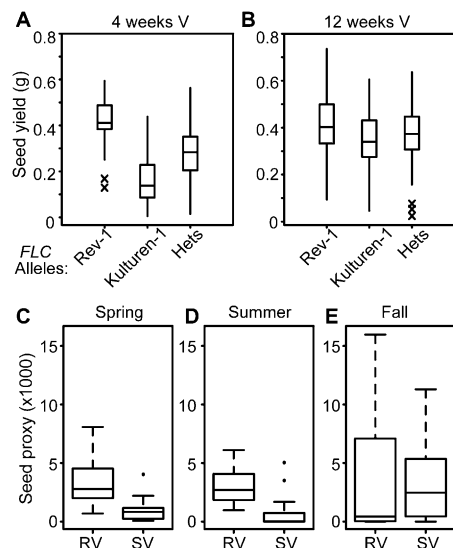 A 4 weeks V
B 12 weeks V
Seed yield (g)
0.8
0.6
0.4
0.2
0
0.8
0.6
0.4
0.2
0
FLC
Alleles:
Rev-1
Kulturen-1
Hets
Rev-1
Kulturen-1
Hets
C Spring
D Summer
E Fall
Seed proxy (x1000)
15
10
5
0
15
10
5
0
15
10
5
0
RV SV
RV SV
RV SV